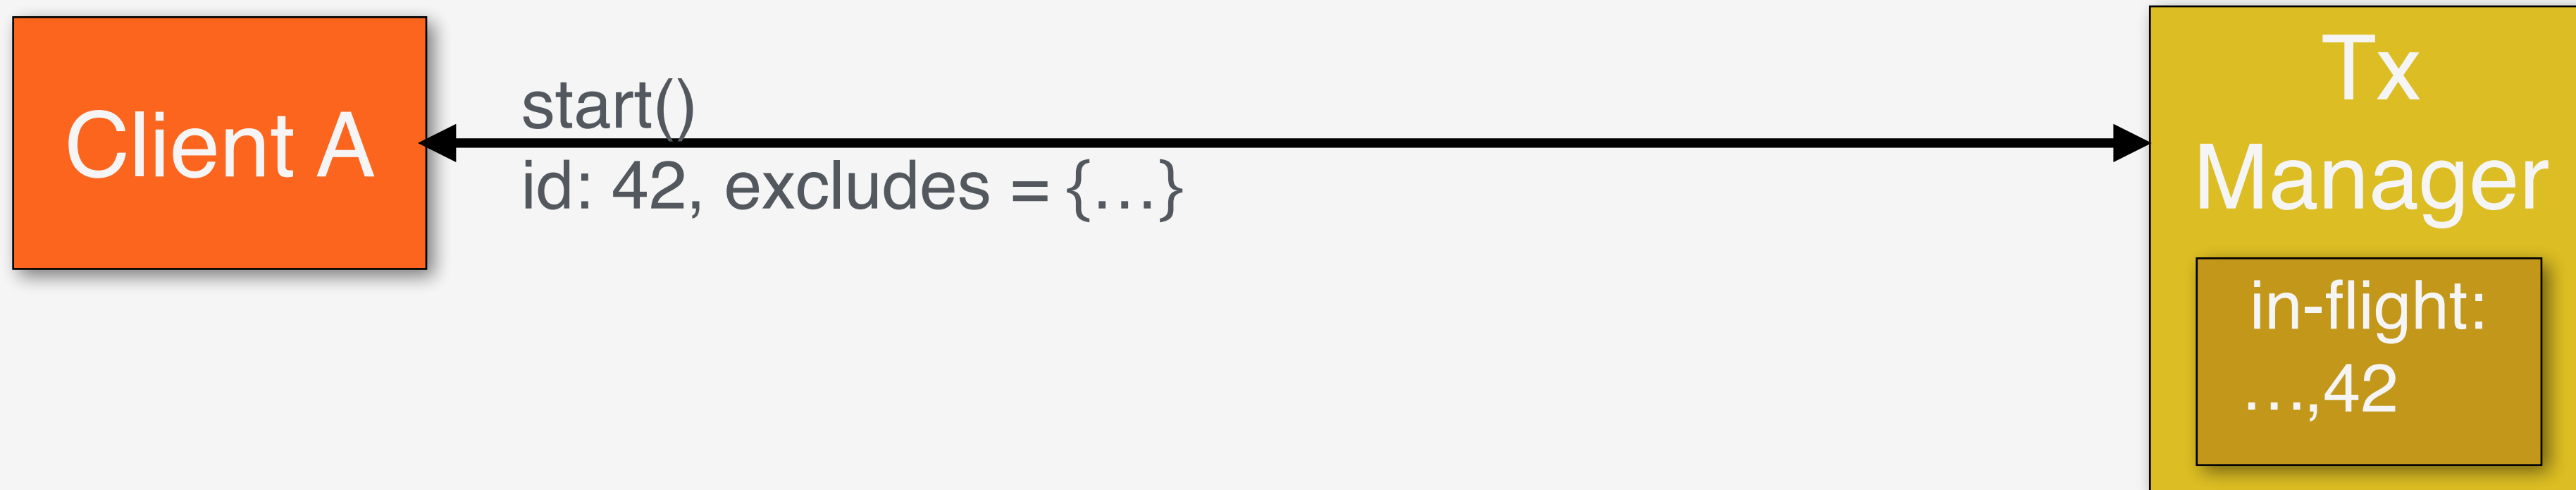 Client A
start()
id: 42, excludes = {…}
Tx
Manager
in-flight:
…,42